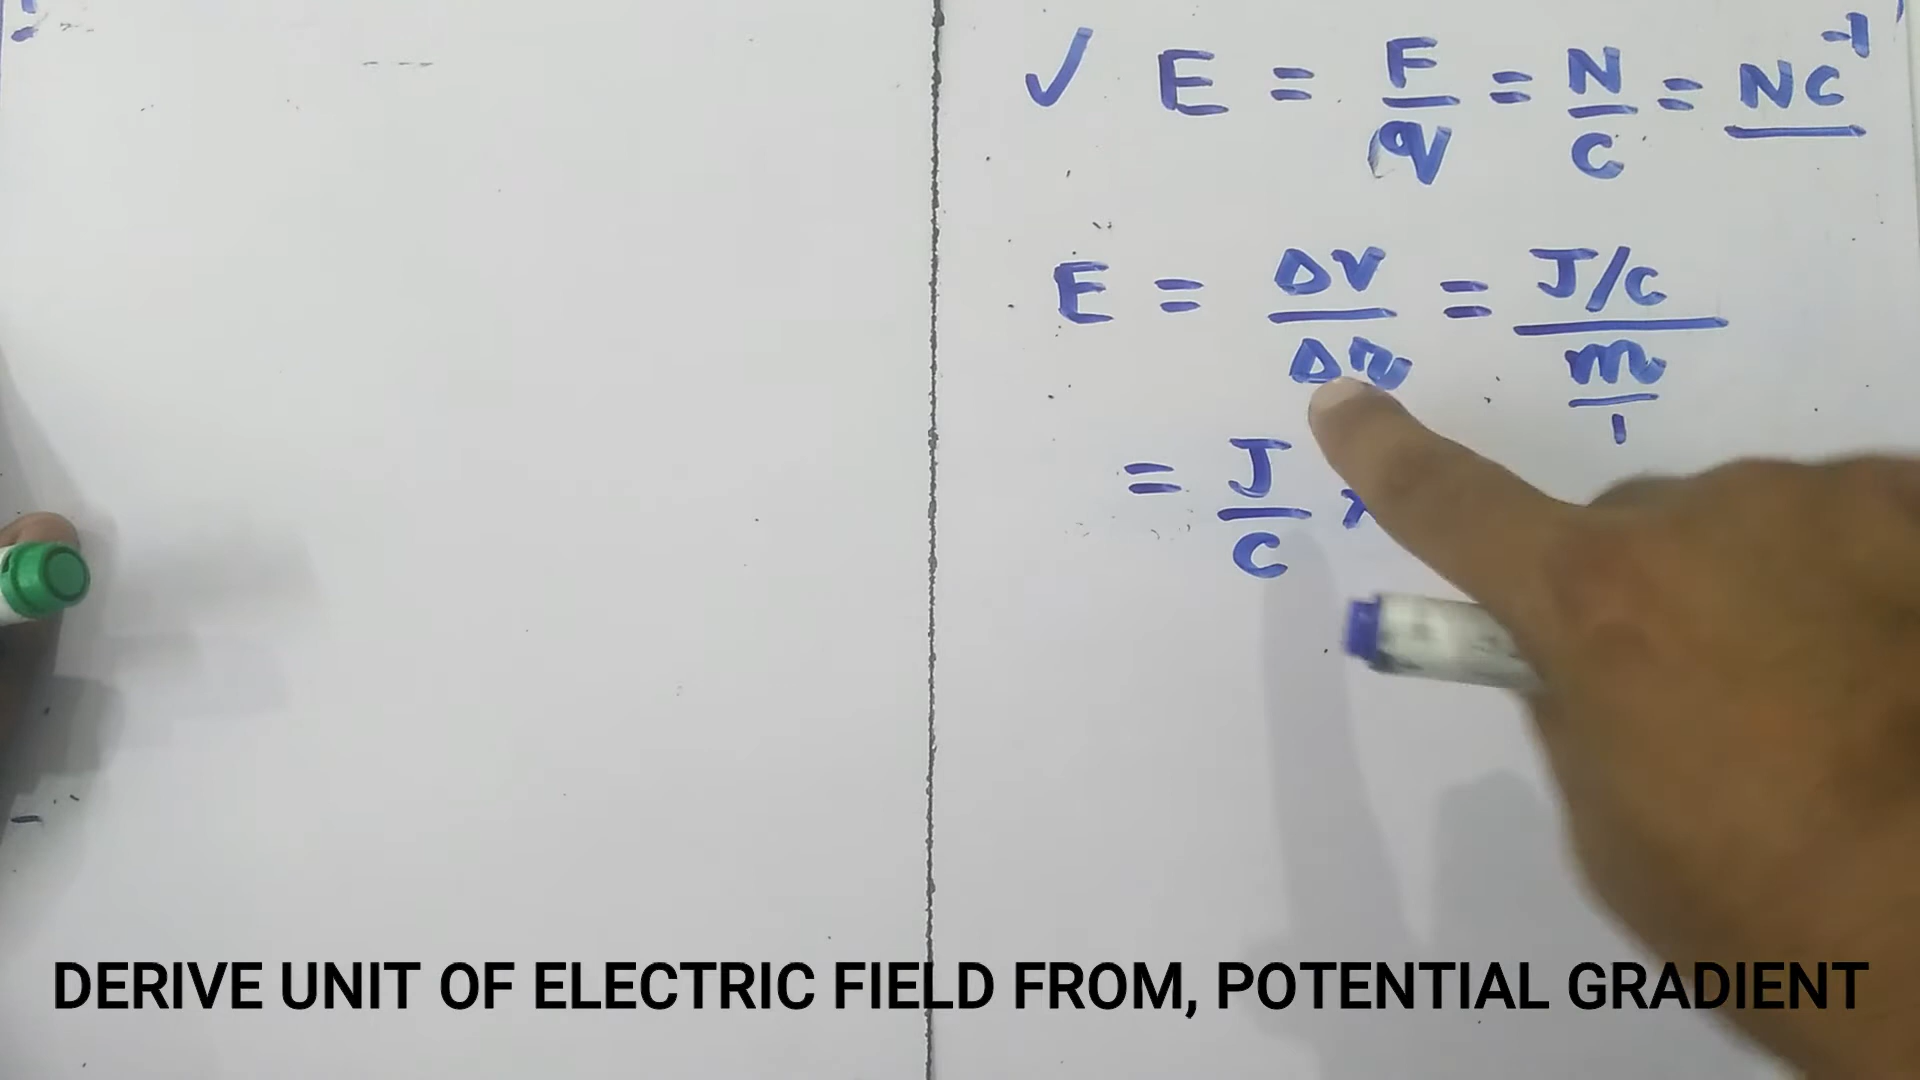 ✓ E = F/q = N/C = NC⁻¹
E = ΔV/Δr = J/C / m/1
= J/C ×
DERIVE UNIT OF ELECTRIC FIELD FROM, POTENTIAL GRADIENT